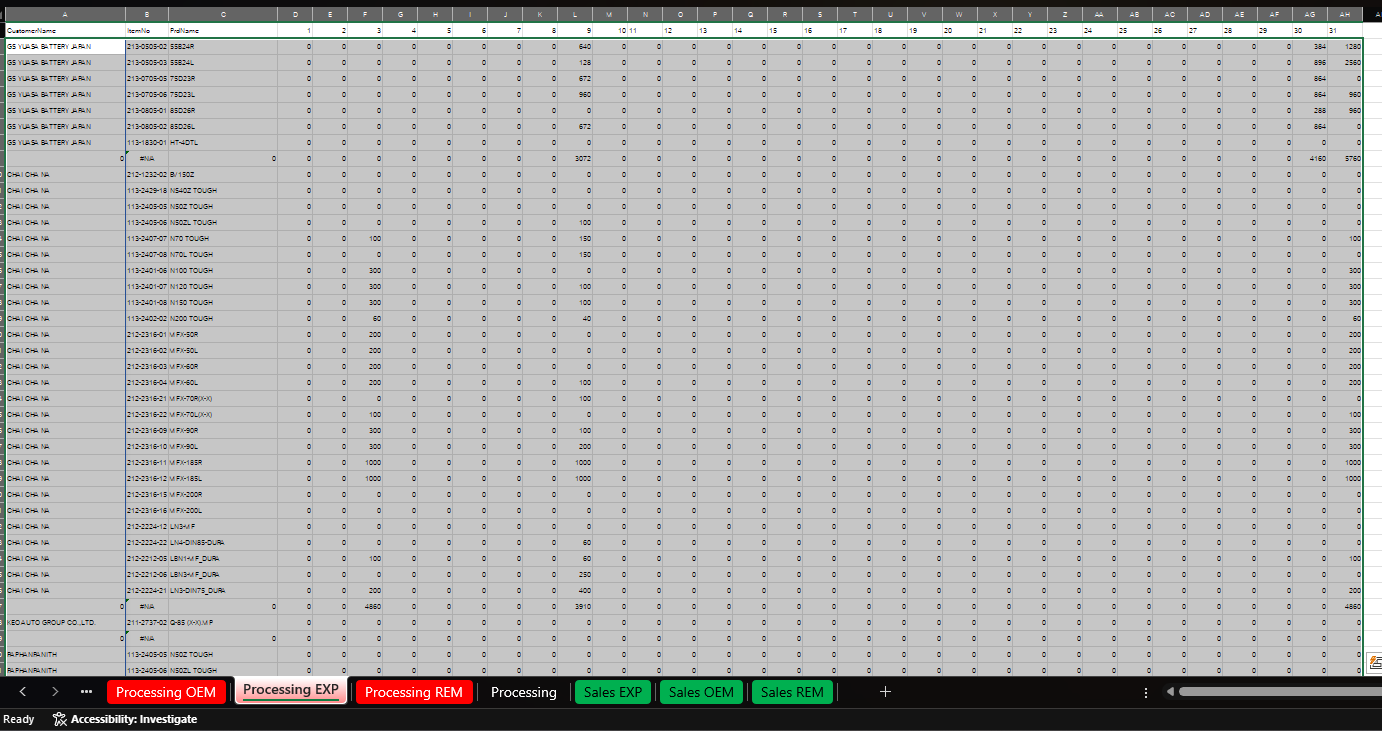 A B C D E F G H I J K L M N O P Q R S T U V W X Y Z AA AB AC AD AE AF AG AH
CustomerName ItemNo PrdName 1 2 3 4 5 6 7 8 9 10 11 12 13 14 15 16 17 18 19 20 21 22 23 24 25 26 27 28 29 30 31
GS YUASA BATTERY JAPAN 213-0505-02 55B24R 0 0 0 0 0 0 0 0 640 0 0 0 0 0 0 0 0 0 0 0 0 0 0 0 0 0 0 0 0 384 1280
GS YUASA BATTERY JAPAN 213-0505-03 55B24L 0 0 0 0 0 0 0 0 128 0 0 0 0 0 0 0 0 0 0 0 0 0 0 0 0 0 0 0 0 896 2560
GS YUASA BATTERY JAPAN 213-0705-05 75D23R 0 0 0 0 0 0 0 0 672 0 0 0 0 0 0 0 0 0 0 0 0 0 0 0 0 0 0 0 0 864 0
GS YUASA BATTERY JAPAN 213-0705-06 75D23L 0 0 0 0 0 0 0 0 960 0 0 0 0 0 0 0 0 0 0 0 0 0 0 0 0 0 0 0 0 864 960
GS YUASA BATTERY JAPAN 213-0805-01 85D26R 0 0 0 0 0 0 0 0 0 0 0 0 0 0 0 0 0 0 0 0 0 0 0 0 0 0 0 0 0 288 960
GS YUASA BATTERY JAPAN 213-0805-02 85D26L 0 0 0 0 0 0 0 0 672 0 0 0 0 0 0 0 0 0 0 0 0 0 0 0 0 0 0 0 0 864 0
GS YUASA BATTERY JAPAN 113-1830-01 HT-4DTL 0 0 0 0 0 0 0 0 0 0 0 0 0 0 0 0 0 0 0 0 0 0 0 0 0 0 0 0 0 0 0
0 #N/A 0 0 0 0 0 0 0 0 0 3072 0 0 0 0 0 0 0 0 0 0 0 0 0 0 0 0 0 0 0 0 4160 5760
CHAI CHA NA 212-1232-02 B/150Z 0 0 0 0 0 0 0 0 0 0 0 0 0 0 0 0 0 0 0 0 0 0 0 0 0 0 0 0 0 0 0
CHAI CHA NA 113-2429-18 NS40Z TOUGH 0 0 0 0 0 0 0 0 0 0 0 0 0 0 0 0 0 0 0 0 0 0 0 0 0 0 0 0 0 0 0
CHAI CHA NA 113-2405-05 N50Z TOUGH 0 0 0 0 0 0 0 0 0 0 0 0 0 0 0 0 0 0 0 0 0 0 0 0 0 0 0 0 0 0 0
CHAI CHA NA 113-2405-06 N50ZL TOUGH 0 0 0 0 0 0 0 0 100 0 0 0 0 0 0 0 0 0 0 0 0 0 0 0 0 0 0 0 0 0 0
CHAI CHA NA 113-2407-07 N70 TOUGH 0 0 100 0 0 0 0 0 150 0 0 0 0 0 0 0 0 0 0 0 0 0 0 0 0 0 0 0 0 0 100
CHAI CHA NA 113-2407-08 N70L TOUGH 0 0 0 0 0 0 0 0 150 0 0 0 0 0 0 0 0 0 0 0 0 0 0 0 0 0 0 0 0 0 0
CHAI CHA NA 113-2401-06 N100 TOUGH 0 0 300 0 0 0 0 0 0 0 0 0 0 0 0 0 0 0 0 0 0 0 0 0 0 0 0 0 0 0 300
CHAI CHA NA 113-2401-07 N120 TOUGH 0 0 300 0 0 0 0 0 100 0 0 0 0 0 0 0 0 0 0 0 0 0 0 0 0 0 0 0 0 0 300
CHAI CHA NA 113-2401-08 N150 TOUGH 0 0 300 0 0 0 0 0 100 0 0 0 0 0 0 0 0 0 0 0 0 0 0 0 0 0 0 0 0 0 300
CHAI CHA NA 113-2402-02 N200 TOUGH 0 0 60 0 0 0 0 0 40 0 0 0 0 0 0 0 0 0 0 0 0 0 0 0 0 0 0 0 0 0 60
CHAI CHA NA 212-2316-01 MFX-50R 0 0 200 0 0 0 0 0 0 0 0 0 0 0 0 0 0 0 0 0 0 0 0 0 0 0 0 0 0 0 200
CHAI CHA NA 212-2316-02 MFX-50L 0 0 200 0 0 0 0 0 0 0 0 0 0 0 0 0 0 0 0 0 0 0 0 0 0 0 0 0 0 0 200
CHAI CHA NA 212-2316-03 MFX-60R 0 0 200 0 0 0 0 0 0 0 0 0 0 0 0 0 0 0 0 0 0 0 0 0 0 0 0 0 0 0 200
CHAI CHA NA 212-2316-04 MFX-60L 0 0 200 0 0 0 0 0 100 0 0 0 0 0 0 0 0 0 0 0 0 0 0 0 0 0 0 0 0 0 200
CHAI CHA NA 212-2316-21 MFX-70R(X-X) 0 0 0 0 0 0 0 0 100 0 0 0 0 0 0 0 0 0 0 0 0 0 0 0 0 0 0 0 0 0 0
CHAI CHA NA 212-2316-22 MFX-70L(X-X) 0 0 100 0 0 0 0 0 0 0 0 0 0 0 0 0 0 0 0 0 0 0 0 0 0 0 0 0 0 0 100
CHAI CHA NA 212-2316-09 MFX-90R 0 0 300 0 0 0 0 0 100 0 0 0 0 0 0 0 0 0 0 0 0 0 0 0 0 0 0 0 0 0 300
CHAI CHA NA 212-2316-10 MFX-90L 0 0 300 0 0 0 0 0 200 0 0 0 0 0 0 0 0 0 0 0 0 0 0 0 0 0 0 0 0 0 300
CHAI CHA NA 212-2316-11 MFX-185R 0 0 1000 0 0 0 0 0 1000 0 0 0 0 0 0 0 0 0 0 0 0 0 0 0 0 0 0 0 0 0 1000
CHAI CHA NA 212-2316-12 MFX-185L 0 0 1000 0 0 0 0 0 1000 0 0 0 0 0 0 0 0 0 0 0 0 0 0 0 0 0 0 0 0 0 1000
CHAI CHA NA 212-2316-15 MFX-200R 0 0 0 0 0 0 0 0 0 0 0 0 0 0 0 0 0 0 0 0 0 0 0 0 0 0 0 0 0 0 0
CHAI CHA NA 212-2316-16 MFX-200L 0 0 0 0 0 0 0 0 0 0 0 0 0 0 0 0 0 0 0 0 0 0 0 0 0 0 0 0 0 0 0
CHAI CHA NA 212-2224-12 LN3-MF 0 0 0 0 0 0 0 0 0 0 0 0 0 0 0 0 0 0 0 0 0 0 0 0 0 0 0 0 0 0 0
CHAI CHA NA 212-2224-22 LN4-DIN85-DURA 0 0 0 0 0 0 0 0 60 0 0 0 0 0 0 0 0 0 0 0 0 0 0 0 0 0 0 0 0 0 0
CHAI CHA NA 212-2212-05 LBN1-MF_DURA 0 0 100 0 0 0 0 0 60 0 0 0 0 0 0 0 0 0 0 0 0 0 0 0 0 0 0 0 0 0 100
CHAI CHA NA 212-2212-06 LBN3-MF_DURA 0 0 0 0 0 0 0 0 250 0 0 0 0 0 0 0 0 0 0 0 0 0 0 0 0 0 0 0 0 0 0
CHAI CHA NA 212-2224-21 LN3-DIN75_DURA 0 0 200 0 0 0 0 0 400 0 0 0 0 0 0 0 0 0 0 0 0 0 0 0 0 0 0 0 0 0 200
0 #N/A 0 0 0 4860 0 0 0 0 0 3910 0 0 0 0 0 0 0 0 0 0 0 0 0 0 0 0 0 0 0 0 0 4860
KEOAUTO GROUP CO.,LTD. 211-2737-02 Q-85 (X-X) MP 0 0 0 0 0 0 0 0 0 0 0 0 0 0 0 0 0 0 0 0 0 0 0 0 0 0 0 0 0 0 0
0 #N/A 0 0 0 0 0 0 0 0 0 0 0 0 0 0 0 0 0 0 0 0 0 0 0 0 0 0 0 0 0 0 0 0
PAPHANPANITH 113-2405-05 N50Z TOUGH 0 0 0 0 0 0 0 0 0 0 0 0 0 0 0 0 0 0 0 0 0 0 0 0 0 0 0 0 0 0 0
PAPHANPANITH 113-2405-06 N50ZL TOUGH 0 0 0 0 0 0 0 0 0 0 0 0 0 0 0 0 0 0 0 0 0 0 0 0 0 0 0 0 0 0 0
Processing OEM Processing EXP Processing REM Processing Sales EXP Sales OEM Sales REM
Ready Accessibility: Investigate